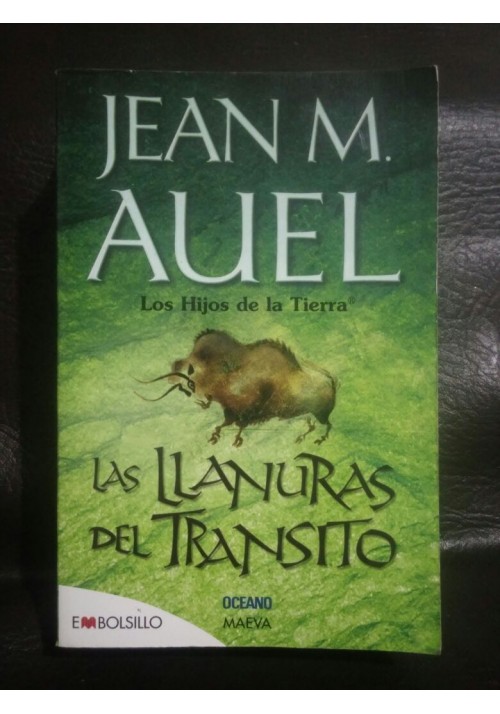 JEAN M.
AUEL
Los Hijos de la Tierra®
LAS LLANURAS
DEL TRANSITO
EMBOLSILLO
OCEANO
MAEVA